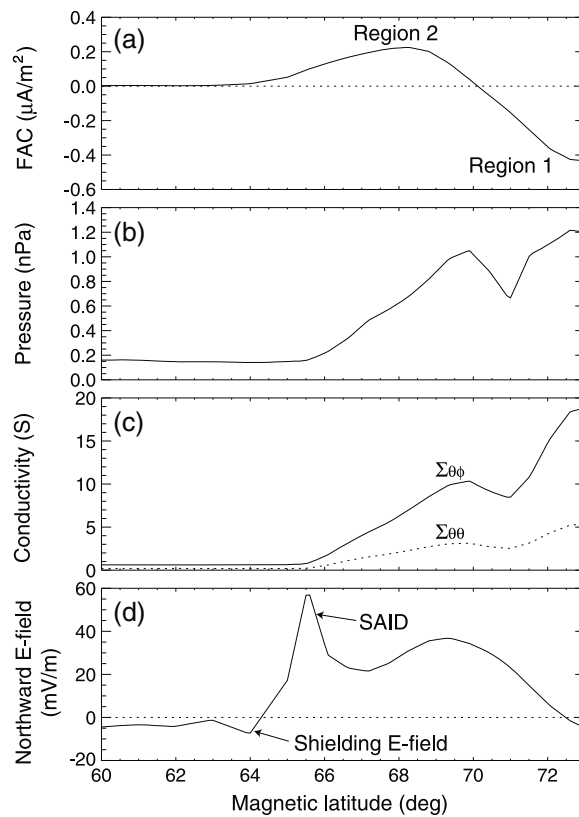 (a)
Region 2
Region 1
FAC (μA/m²)
0.4
0.2
0.0
-0.2
-0.4
-0.6
(b)
Pressure (nPa)
1.4
1.2
1.0
0.8
0.6
0.4
0.2
0.0
(c)
Σθφ
Σθθ
Conductivity (S)
20
15
10
5
0
(d)
SAID
Shielding E-field
Northward E-field
(mV/m)
60
40
20
0
-20
60 62 64 66 68 70 72
Magnetic latitude (deg)